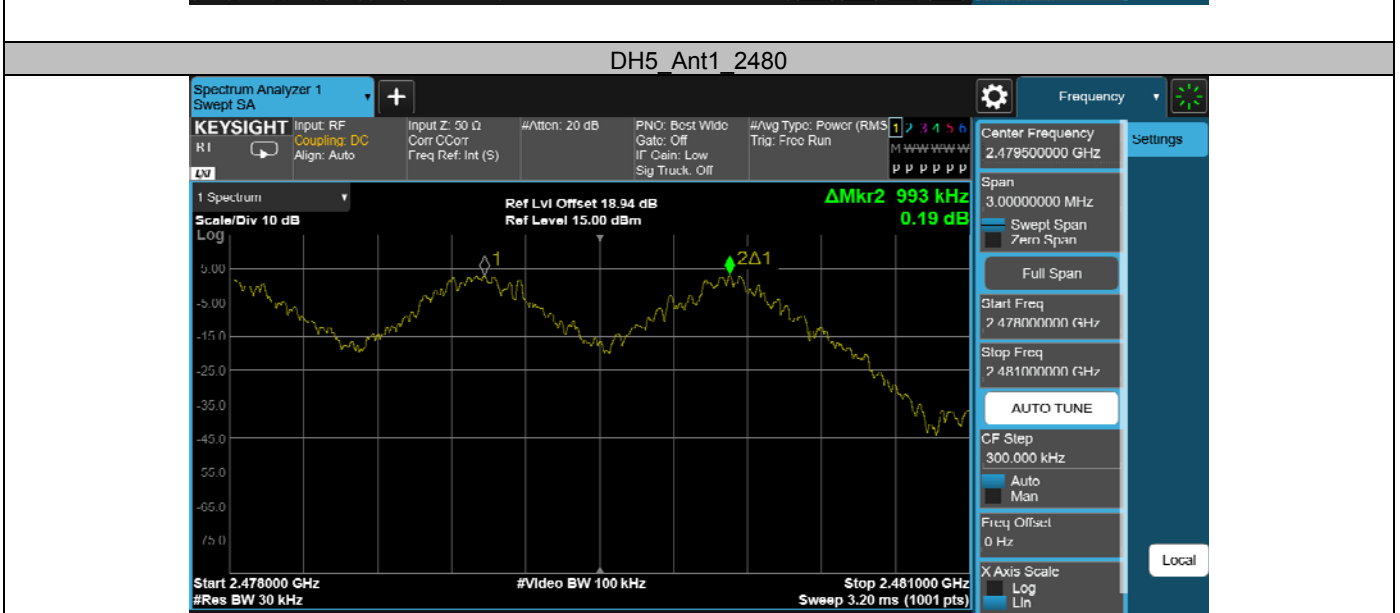 DH5_Ant1_2480
Spectrum Analyzer 1
Swept SA
+
Frequency
KEYSIGHT
RI
LXI
Input: RF
Coupling: DC
Align: Auto
Input Z: 50 Ω
Corr CCorr
Freq Ref: Int (S)
#Atten: 20 dB
PNO: Best Wide
Gate: Off
IF Gain: Low
Sig Track: Off
#Avg Type: Power (RMS
Trig: Free Run
1 2 3 4 5 6
M W W W W W
P P P P P P
Center Frequency
2.479500000 GHz
Settings
1 Spectrum
Scale/Div 10 dB
Log
Ref Lvl Offset 18.94 dB
Ref Level 15.00 dBm
ΔMkr2 993 kHz
0.19 dB
Span
3.00000000 MHz
Swept Span
Zero Span
Full Span
Start Freq
2.478000000 GHz
Stop Freq
2.481000000 GHz
AUTO TUNE
CF Step
300.000 kHz
Auto
Man
Freq Offset
0 Hz
X Axis Scale
Log
Lin
Local
1
2Δ1
5.00
-5.00
-15.0
-25.0
-35.0
-45.0
-55.0
-65.0
-75.0
Start 2.478000 GHz
#Res BW 30 kHz
#Video BW 100 kHz
Stop 2.481000 GHz
Sweep 3.20 ms (1001 pts)